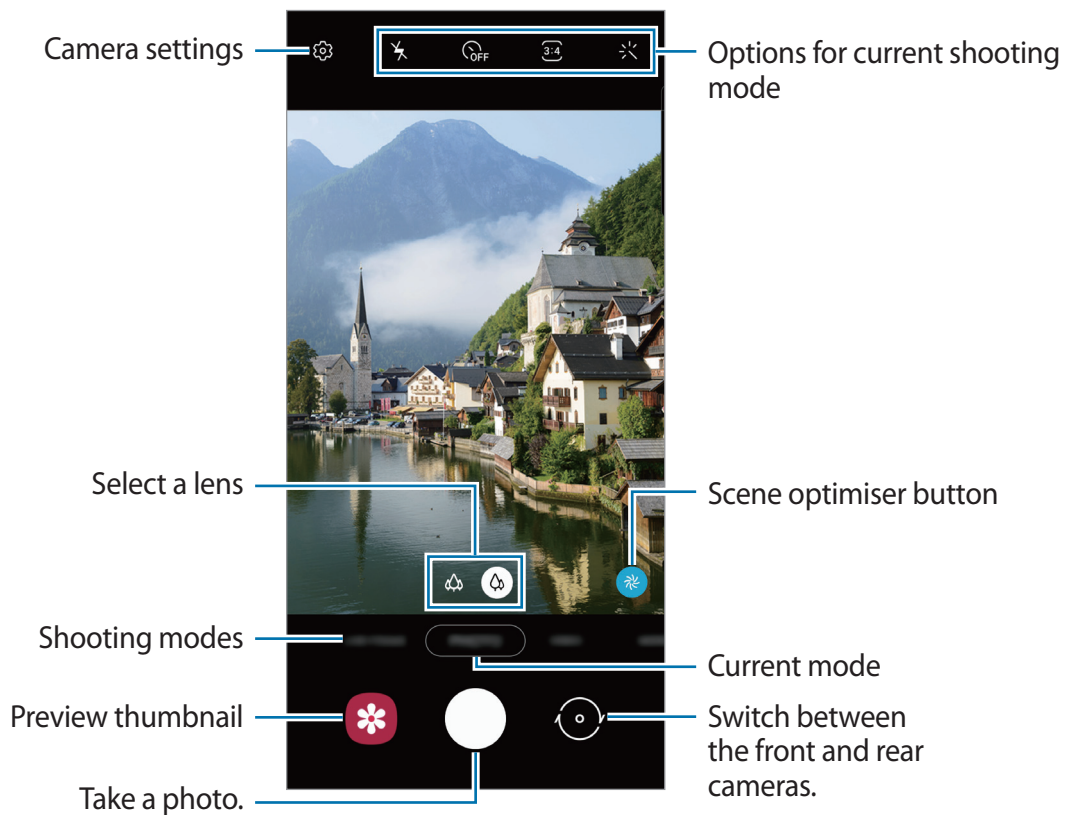 Camera settings
OFF
3:4
Options for current shooting
mode
Select a lens
Scene optimiser button
Shooting modes
Current mode
Preview thumbnail
Switch between
the front and rear
cameras.
Take a photo.